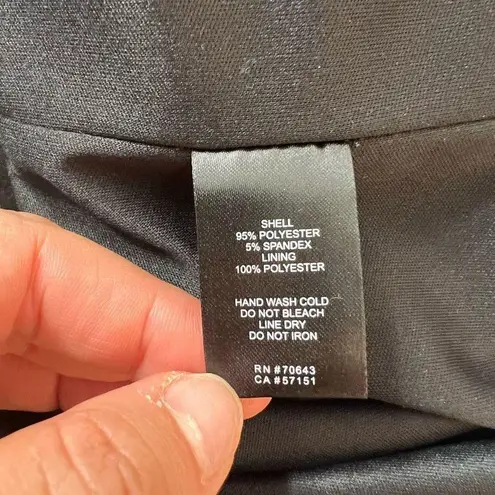 SHELL
95% POLYESTER
5% SPANDEX
LINING
100% POLYESTER
HAND WASH COLD
DO NOT BLEACH
LINE DRY
DO NOT IRON
RN #70643
CA #57151